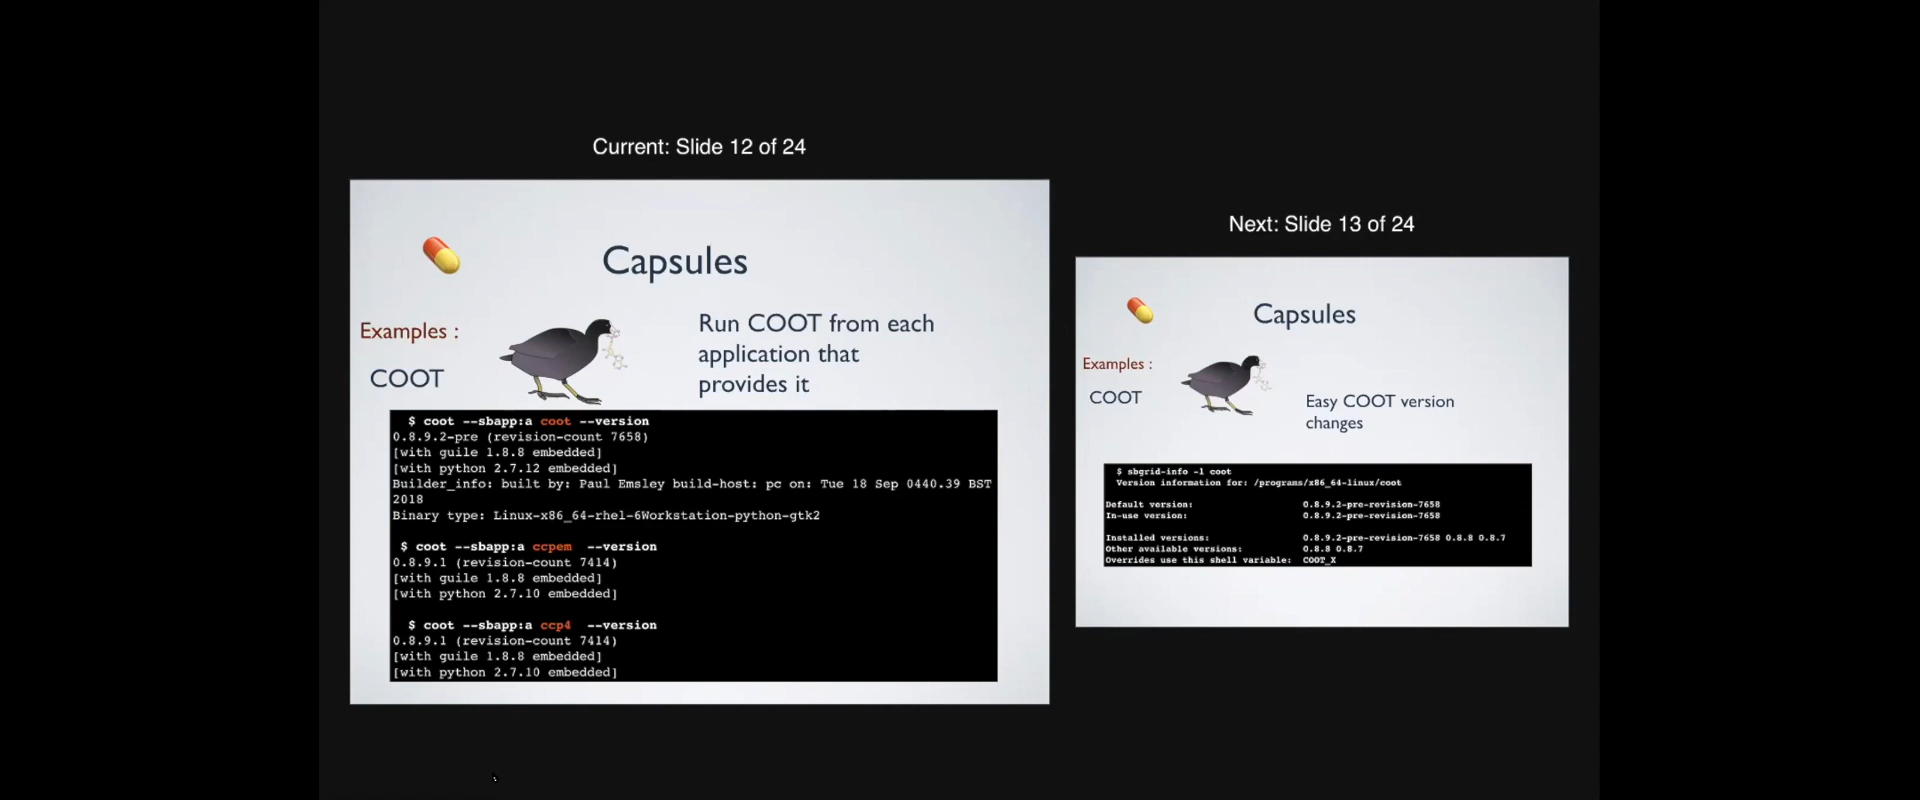 Current: Slide 12 of 24
Capsules
Examples :
COOT
Run COOT from each
application that
provides it
$ coot --sbapp:a coot --version
0.8.9.2-pre (revision-count 7658)
[with guile 1.8.8 embedded]
[with python 2.7.12 embedded]
Builder_info: built by: Paul Emsley build-host: pc on: Tue 18 Sep 0440.39 BST
2018
Binary type: Linux-x86_64-rhel-6Workstation-python-gtk2
$ coot --sbapp:a ccpem --version
0.8.9.1 (revision-count 7414)
[with guile 1.8.8 embedded]
[with python 2.7.10 embedded]
$ coot --sbapp:a ccp4 --version
0.8.9.1 (revision-count 7414)
[with guile 1.8.8 embedded]
[with python 2.7.10 embedded]
Next: Slide 13 of 24
Capsules
Examples :
COOT
Easy COOT version
changes
$ sbgrid-info -l coot
Version information for: /programs/x86_64-linux/coot
Default version: 0.8.9.2-pre-revision-7658
In-use version: 0.8.9.2-pre-revision-7658
Installed versions: 0.8.9.2-pre-revision-7658 0.8.8 0.8.7
Other available versions: 0.8.8 0.8.7
Overrides use this shell variable: COOT_X